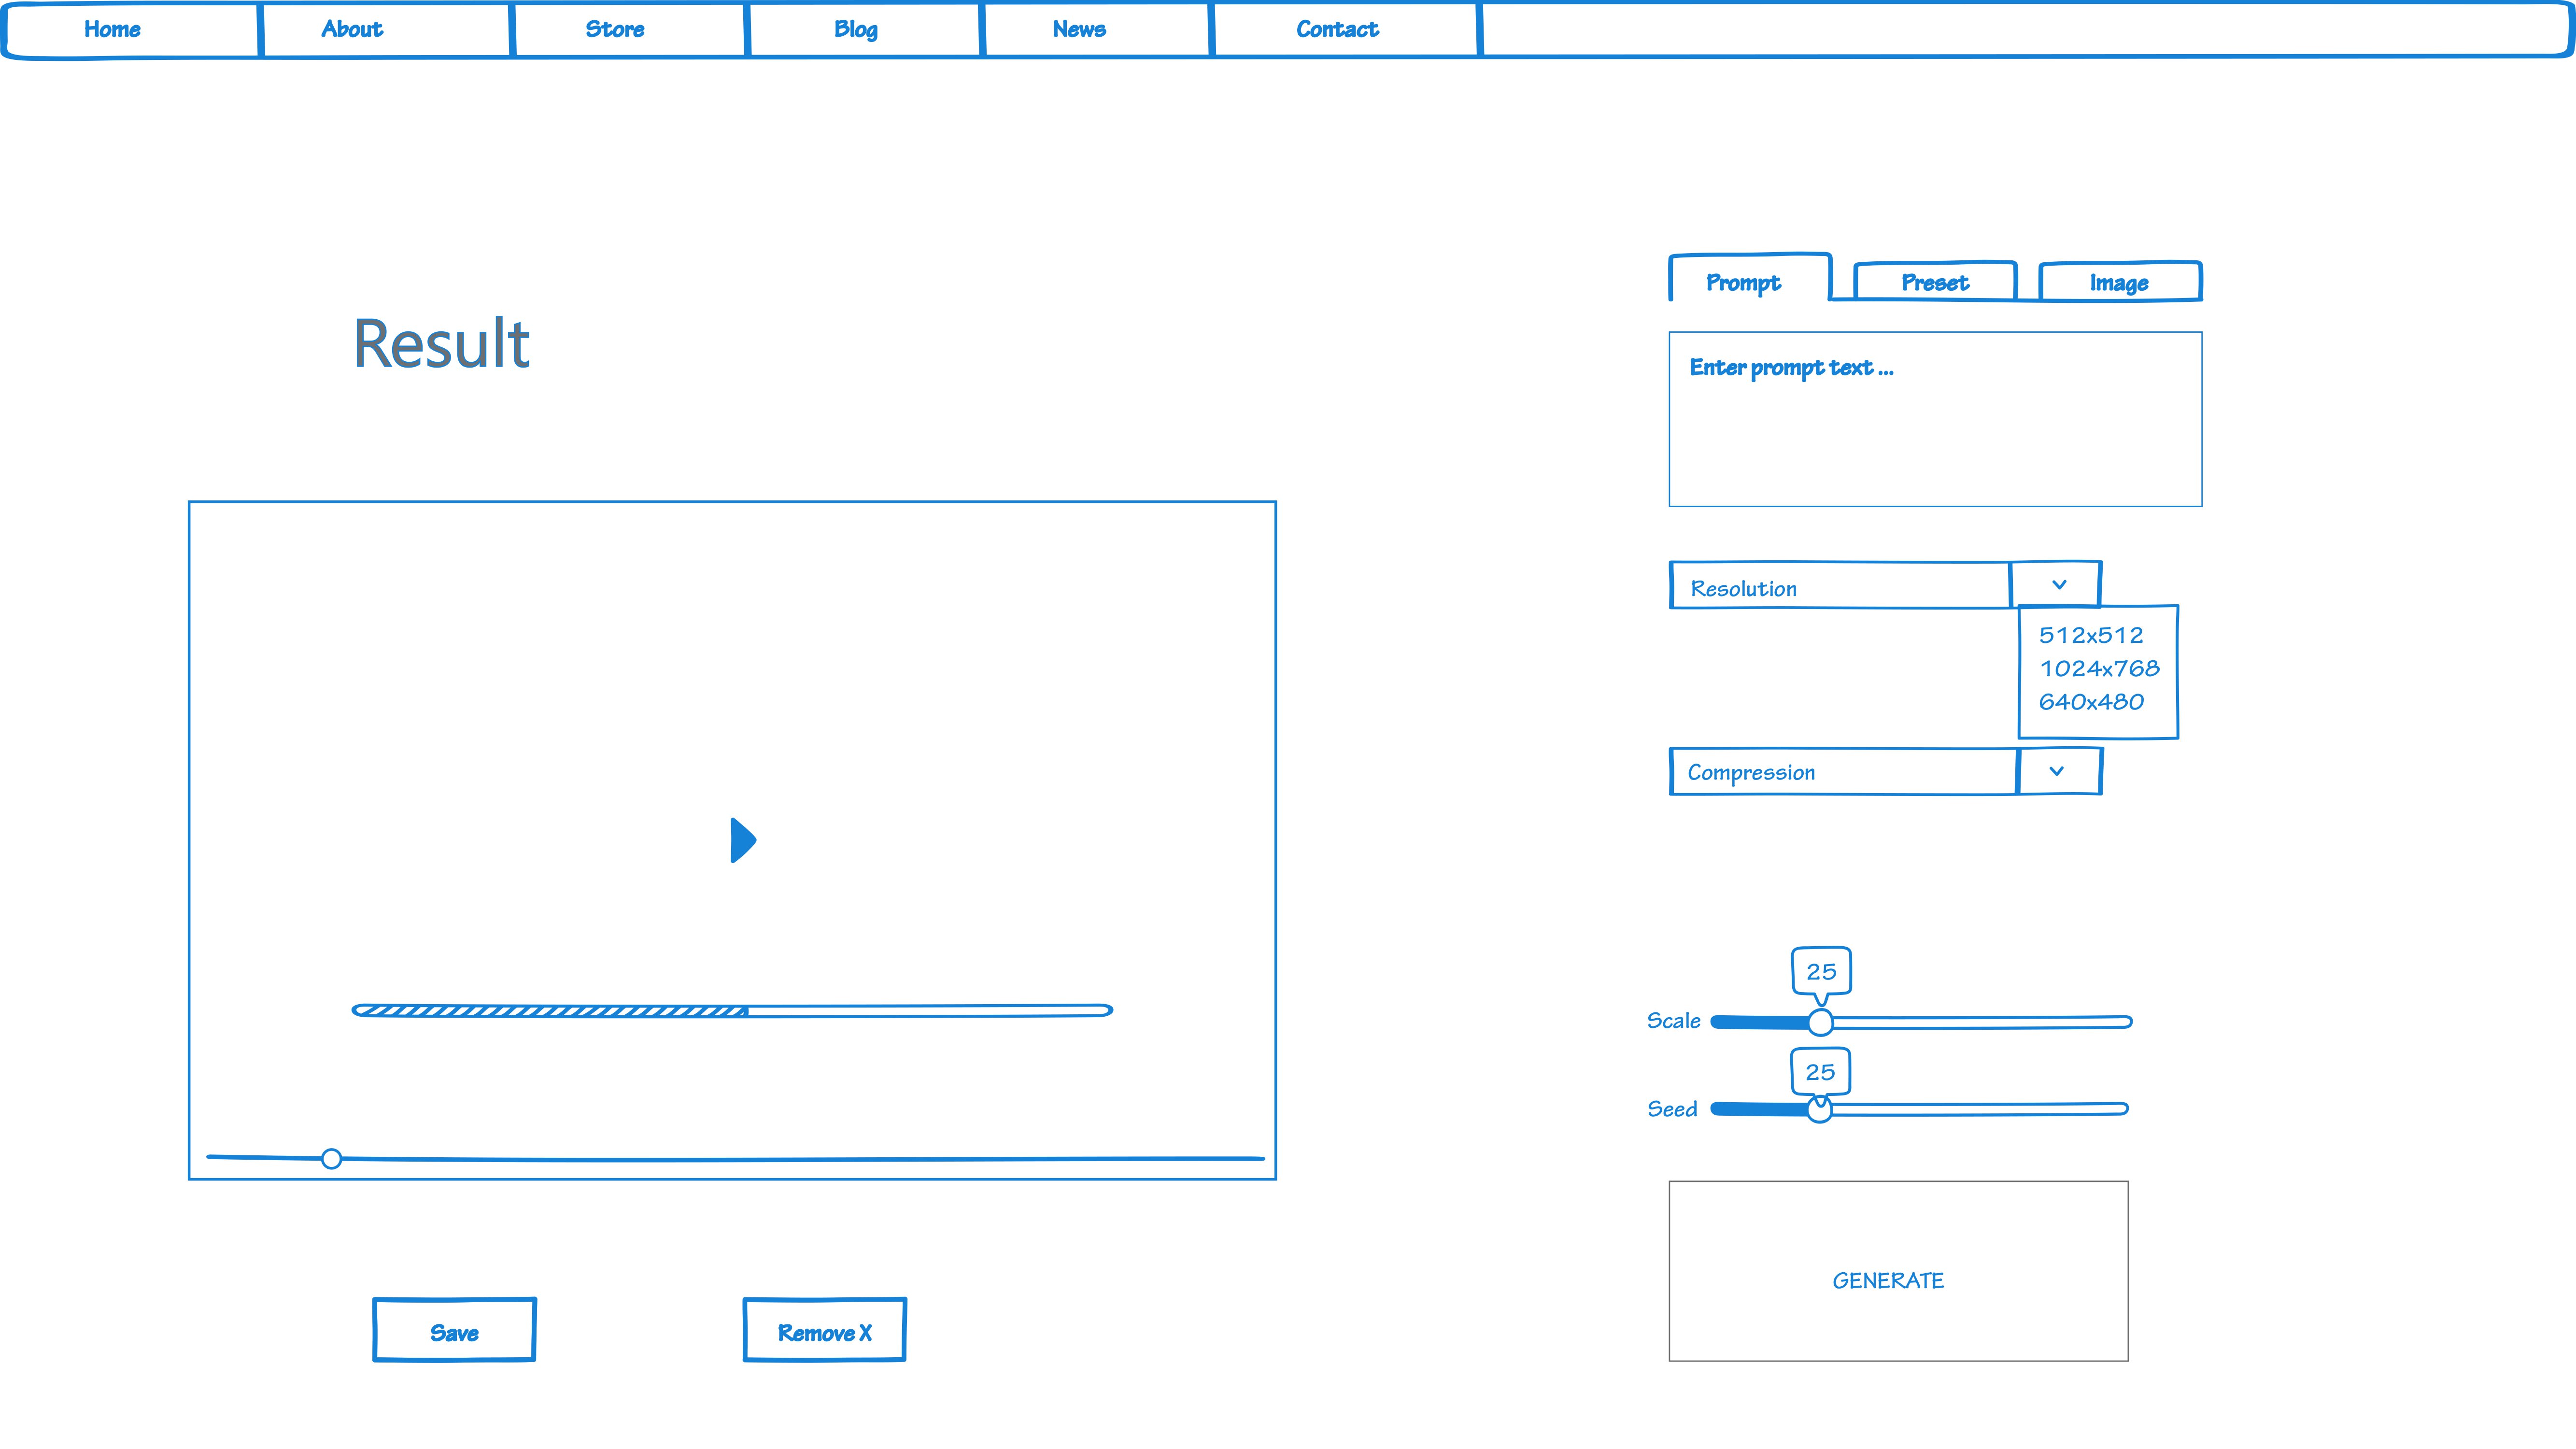 Home
About
Store
Blog
News
Contact
Result
Save
Remove X
Prompt
Preset
Image
Enter prompt text ...
Resolution
512x512
1024x768
640x480
Compression
25
Scale
25
Seed
GENERATE